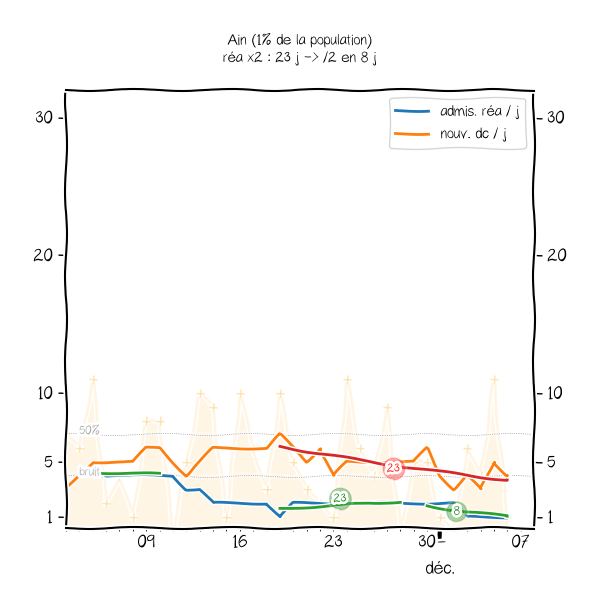 Ain (1% de la population)
réa x2 : 23 j -> /2 en 8 j
admis. réa / j
nouv. dc / j
30 30
20 20
10 10
50%
5 5
bruit
23
23
8
1 1
09 16 23 30 07
déc.